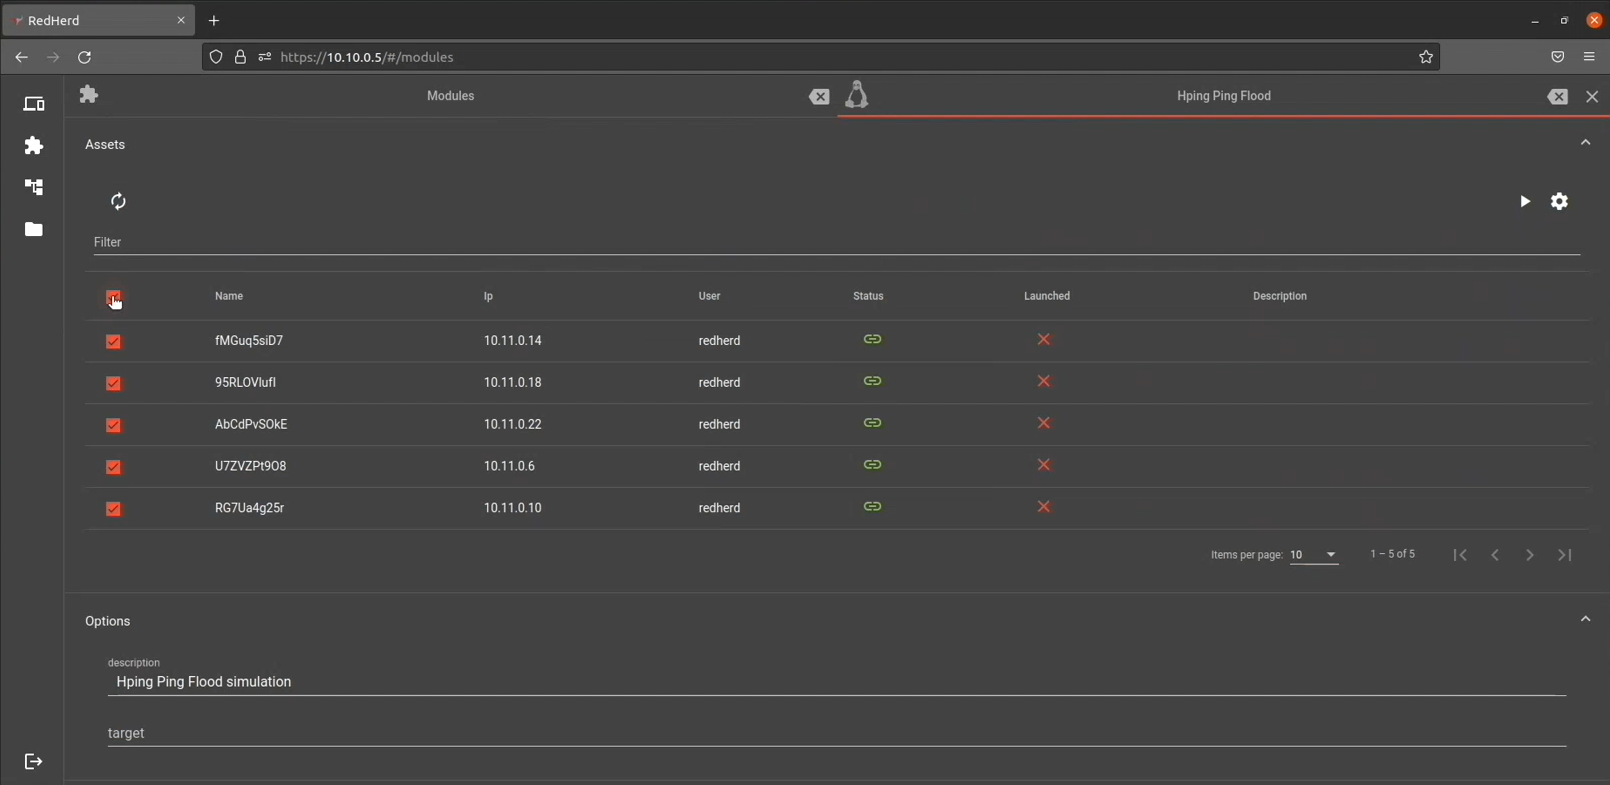 RedHerd
https://10.10.0.5/#/modules
Modules
Hping Ping Flood
Assets
Filter
Name Ip User Status Launched Description
fMGuq5siD7 10.11.0.14 redherd
95RLOVlufl 10.11.0.18 redherd
AbCdPvSOkE 10.11.0.22 redherd
U7ZVZPt9O8 10.11.0.6 redherd
RG7Ua4g25r 10.11.0.10 redherd
Items per page: 10 1 – 5 of 5
Options
description
Hping Ping Flood simulation
target